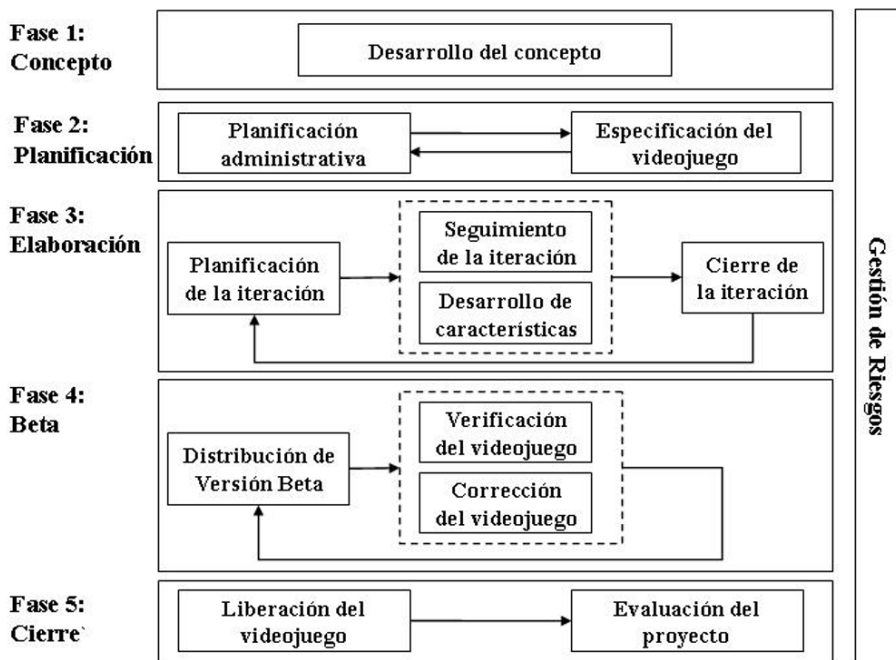 Fase 1:
Concepto
Desarrollo del concepto
Fase 2:
Planificación
Planificación
administrativa
Especificación del
videojuego
Fase 3:
Elaboración
Planificación
de la iteración
Seguimiento
de la iteración
Desarrollo de
características
Cierre de
la iteración
Fase 4:
Beta
Distribución de
Versión Beta
Verificación
del videojuego
Corrección
del videojuego
Fase 5:
Cierre`
Liberación del
videojuego
Evaluación del
proyecto
Gestión de Riesgos